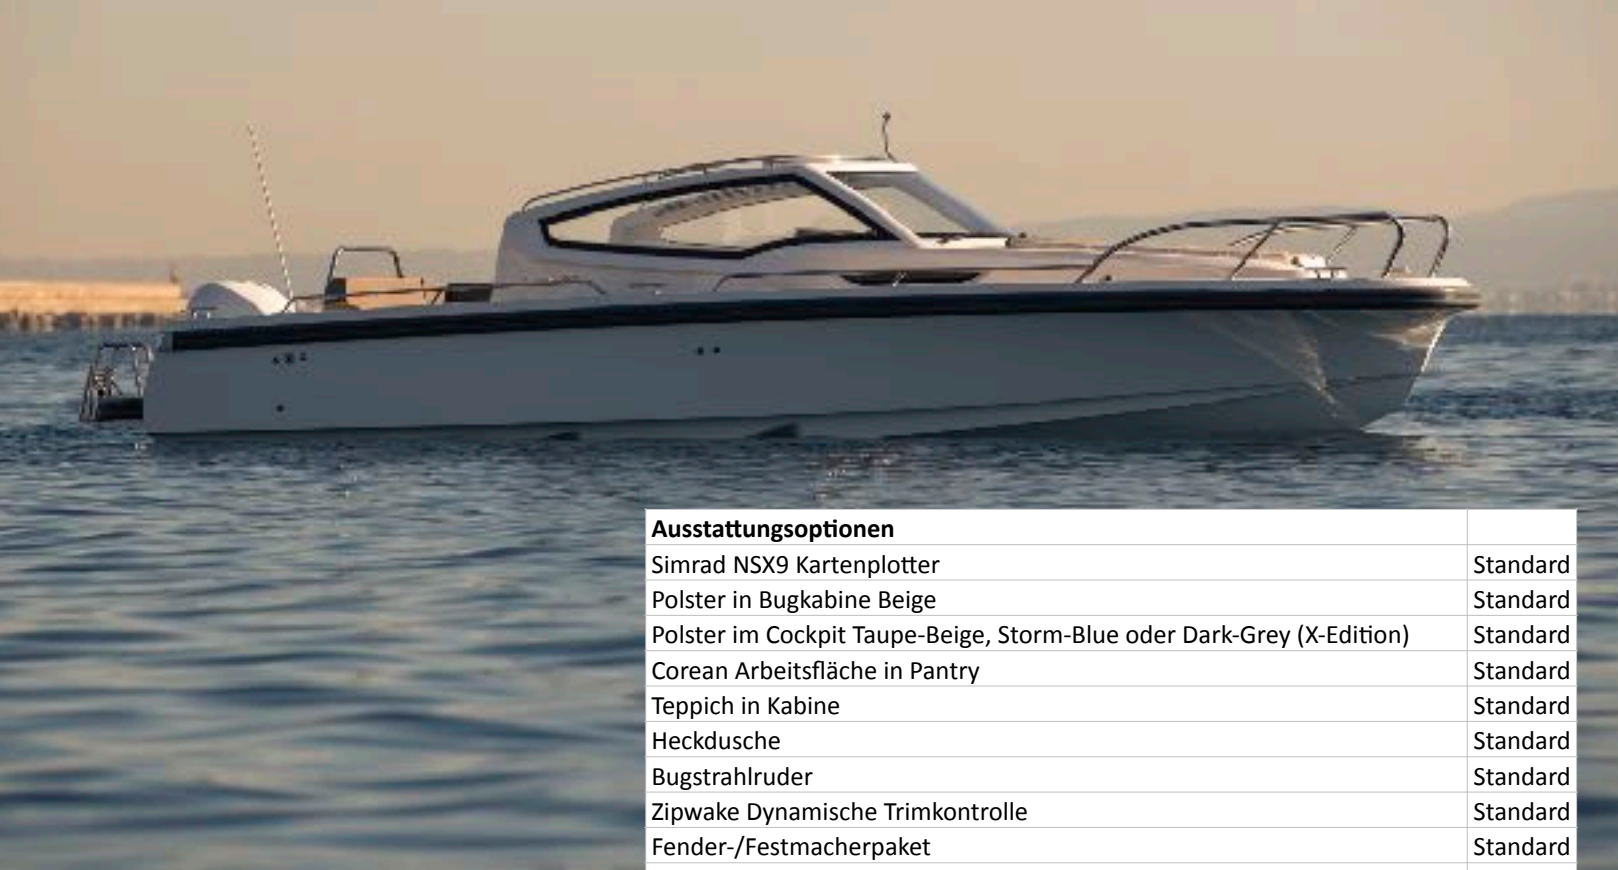 Ausstattungsoptionen
Simrad NSX9 Kartenplotter Standard
Polster in Bugkabine Beige Standard
Polster im Cockpit Taupe-Beige, Storm-Blue oder Dark-Grey (X-Edition) Standard
Corean Arbeitsfläche in Pantry Standard
Teppich in Kabine Standard
Heckdusche Standard
Bugstrahlruder Standard
Zipwake Dynamische Trimkontrolle Standard
Fender-/Festmacherpaket Standard